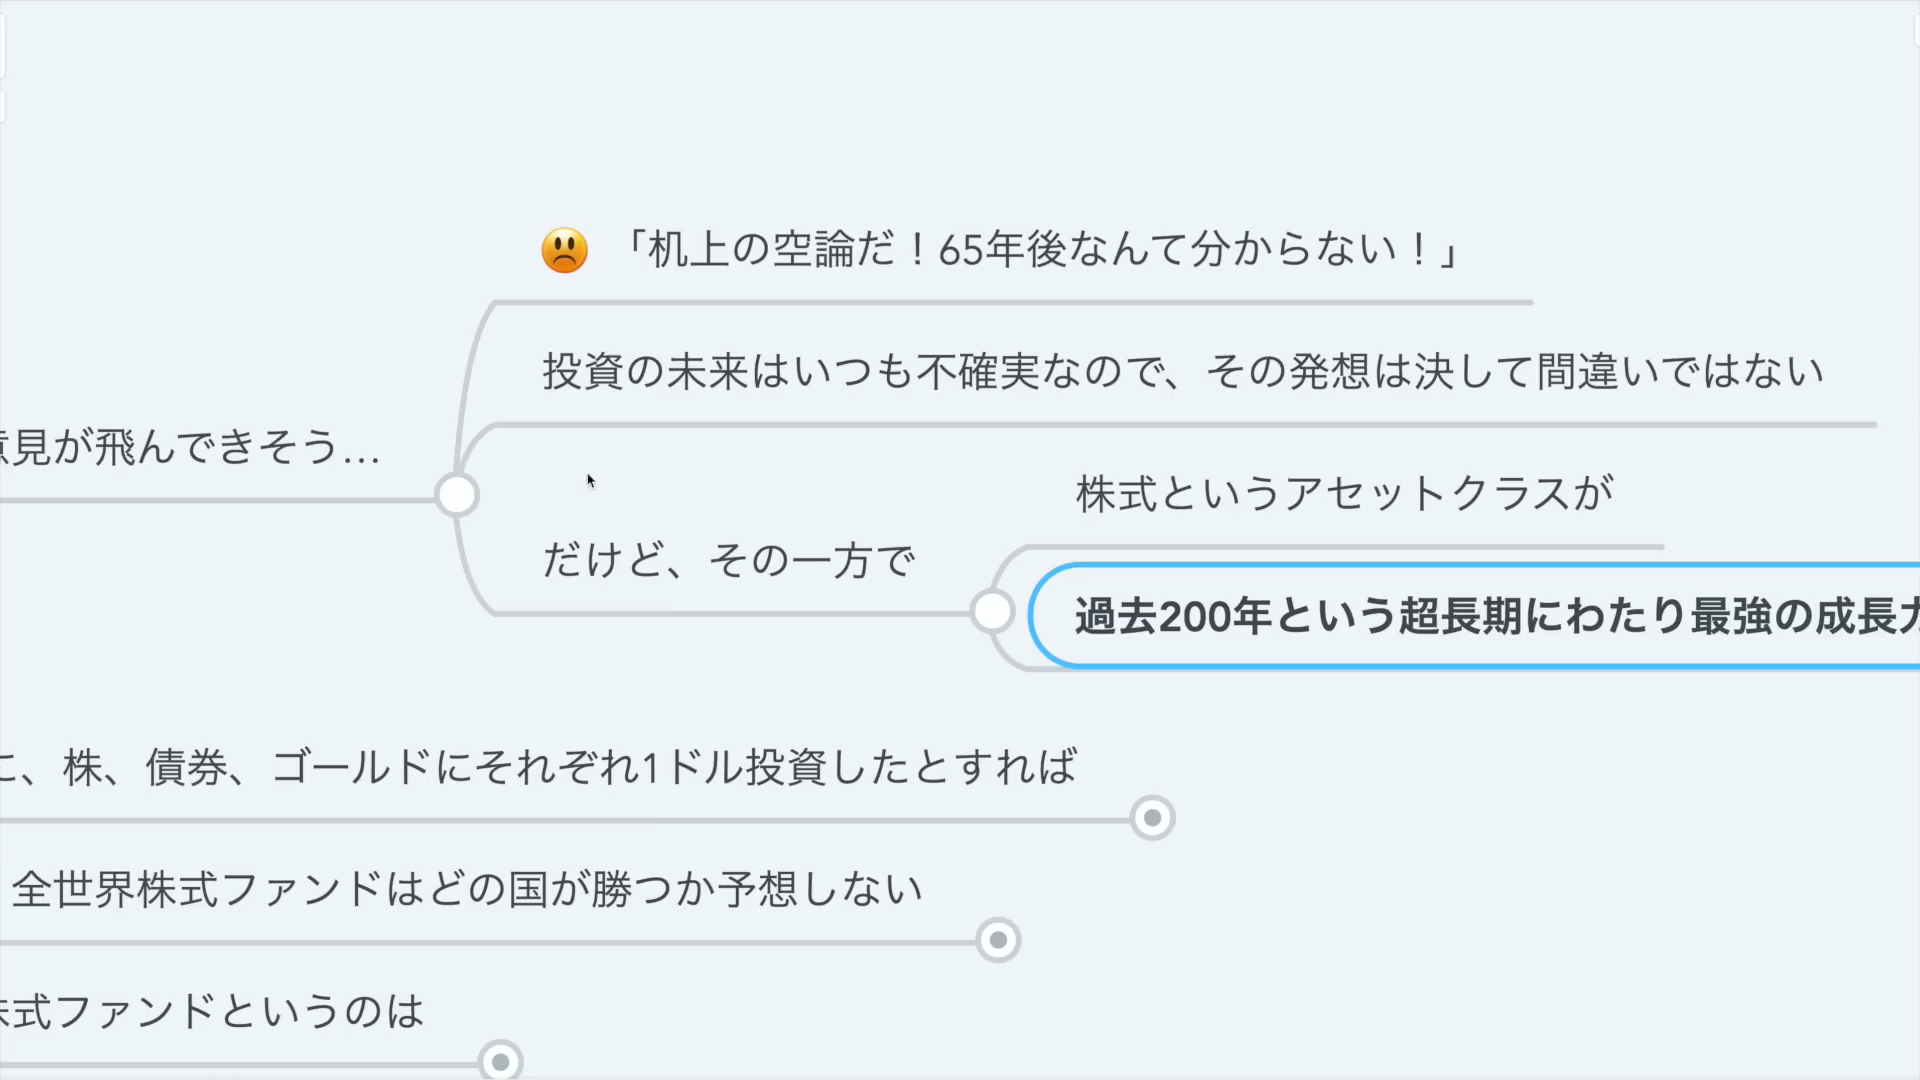 「机上の空論だ！65年後なんて分からない！」
投資の未来はいつも不確実なので、その発想は決して間違いではない
意見が飛んできそう…
株式というアセットクラスが
だけど、その一方で
過去200年という超長期にわたり最強の成長
に、株、債券、ゴールドにそれぞれ1ドル投資したとすれば
全世界株式ファンドはどの国が勝つか予想しない
株式ファンドというのは